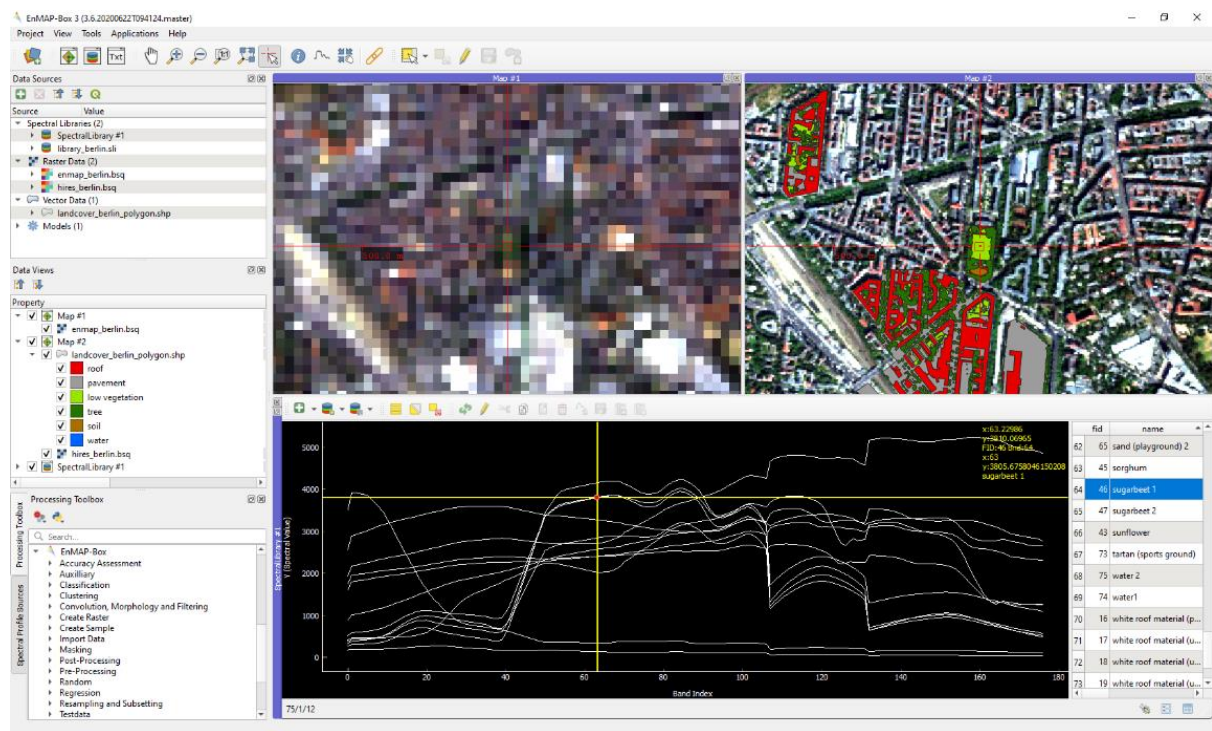 EnMAP-Box 3 (3.6.20200622T094124.master)
Project View Tools Applications Help
Txt
Data Sources
Source Value
Spectral Libraries (2)
SpectralLibrary #1
library_berlin.sli
Raster Data (2)
enmap_berlin.bsq
hires_berlin.bsq
Vector Data (1)
landcover_berlin_polygon.shp
Models (1)
Data Views
Property
Map #1
enmap_berlin.bsq
Map #2
landcover_berlin_polygon.shp
roof
pavement
low vegetation
tree
soil
water
hires_berlin.bsq
SpectralLibrary #1
Processing Toolbox
Processing Toolbox
Spectral Profile Sources
Search...
EnMAP-Box
Accuracy Assessment
Auxilliary
Classification
Clustering
Convolution, Morphology and Filtering
Create Raster
Create Sample
Import Data
Masking
Post-Processing
Pre-Processing
Random
Regression
Resampling and Subsetting
Testdata
Map #1
Map #2
SpectralLibrary #1
Y (Spectral Value)
5000
4000
3000
2000
1000
0
0 20 40 60 80 100 120 140 160 180
Band Index
x:63.22986
y:3810.06965
x:63
y:3805.6758046150208
sugarbeet 1
fid name
62 65 sand (playground) 2
63 45 sorghum
64 46 sugarbeet 1
65 47 sugarbeet 2
66 43 sunflower
67 73 tartan (sports ground)
68 75 water 2
69 74 water1
70 16 white roof material (p...
71 17 white roof material (u...
72 18 white roof material (u...
73 19 white roof material (u...
75/1/12